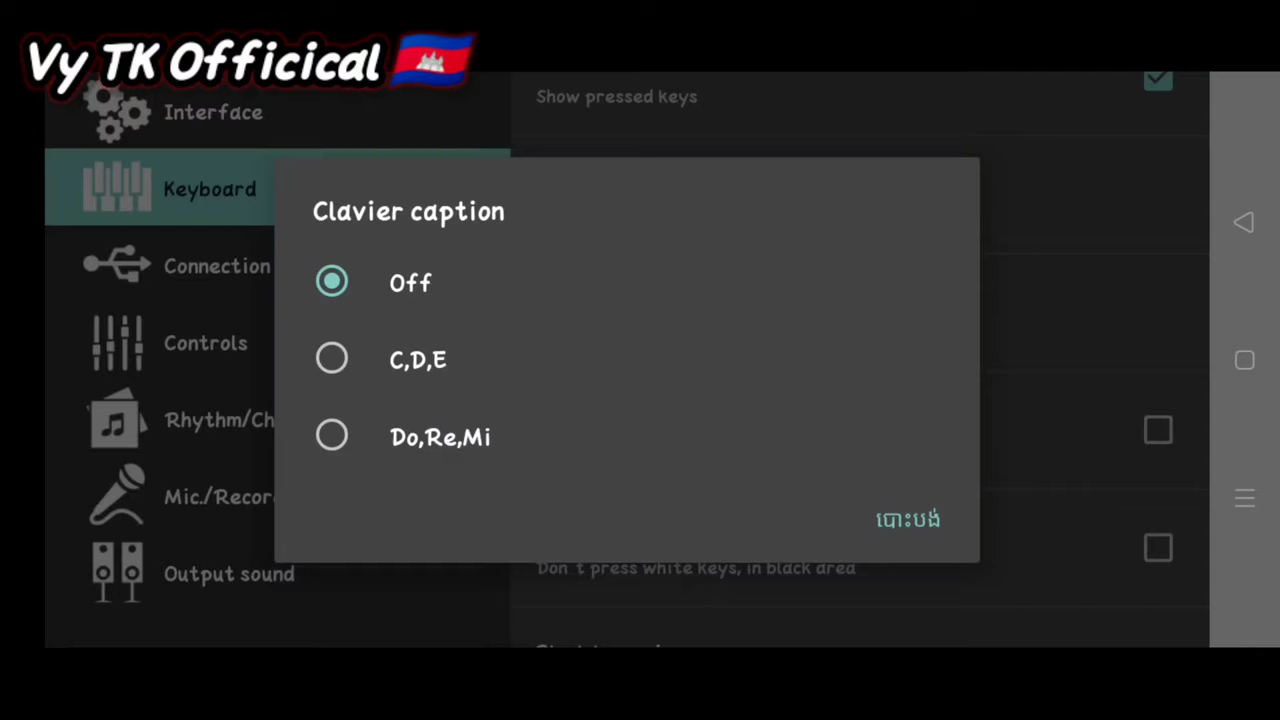 Vy TK Officical
Show pressed keys
Interface
Keyboard
Clavier caption
Off
Connection
C,D,E
Controls
Do,Re,Mi
Rhythm/Ch
Mic./Recor
បោះបង់
Don't press white keys, in black area
Output sound